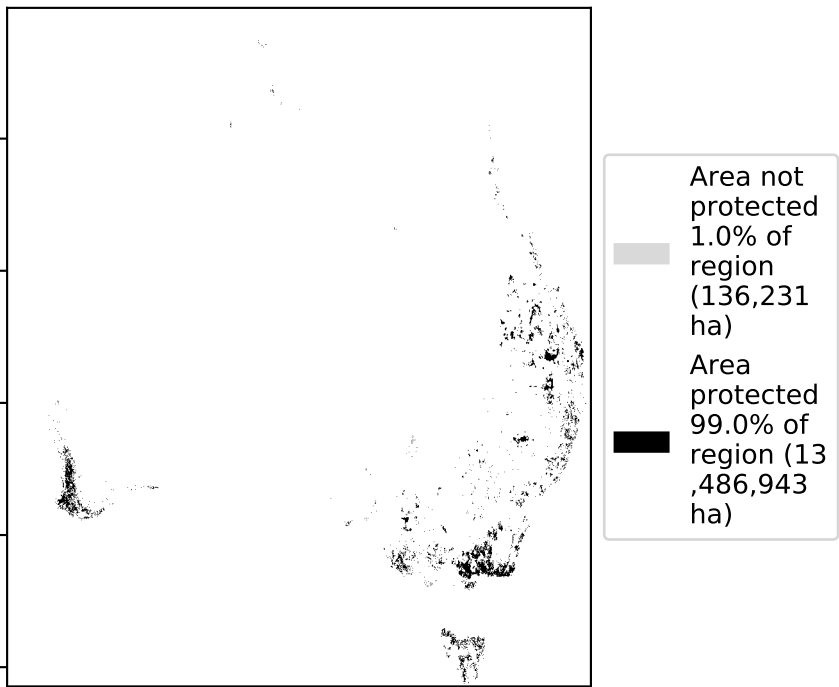 Area not
protected
1.0% of
region
(136,231
ha)
Area
protected
99.0% of
region (13
,486,943
ha)